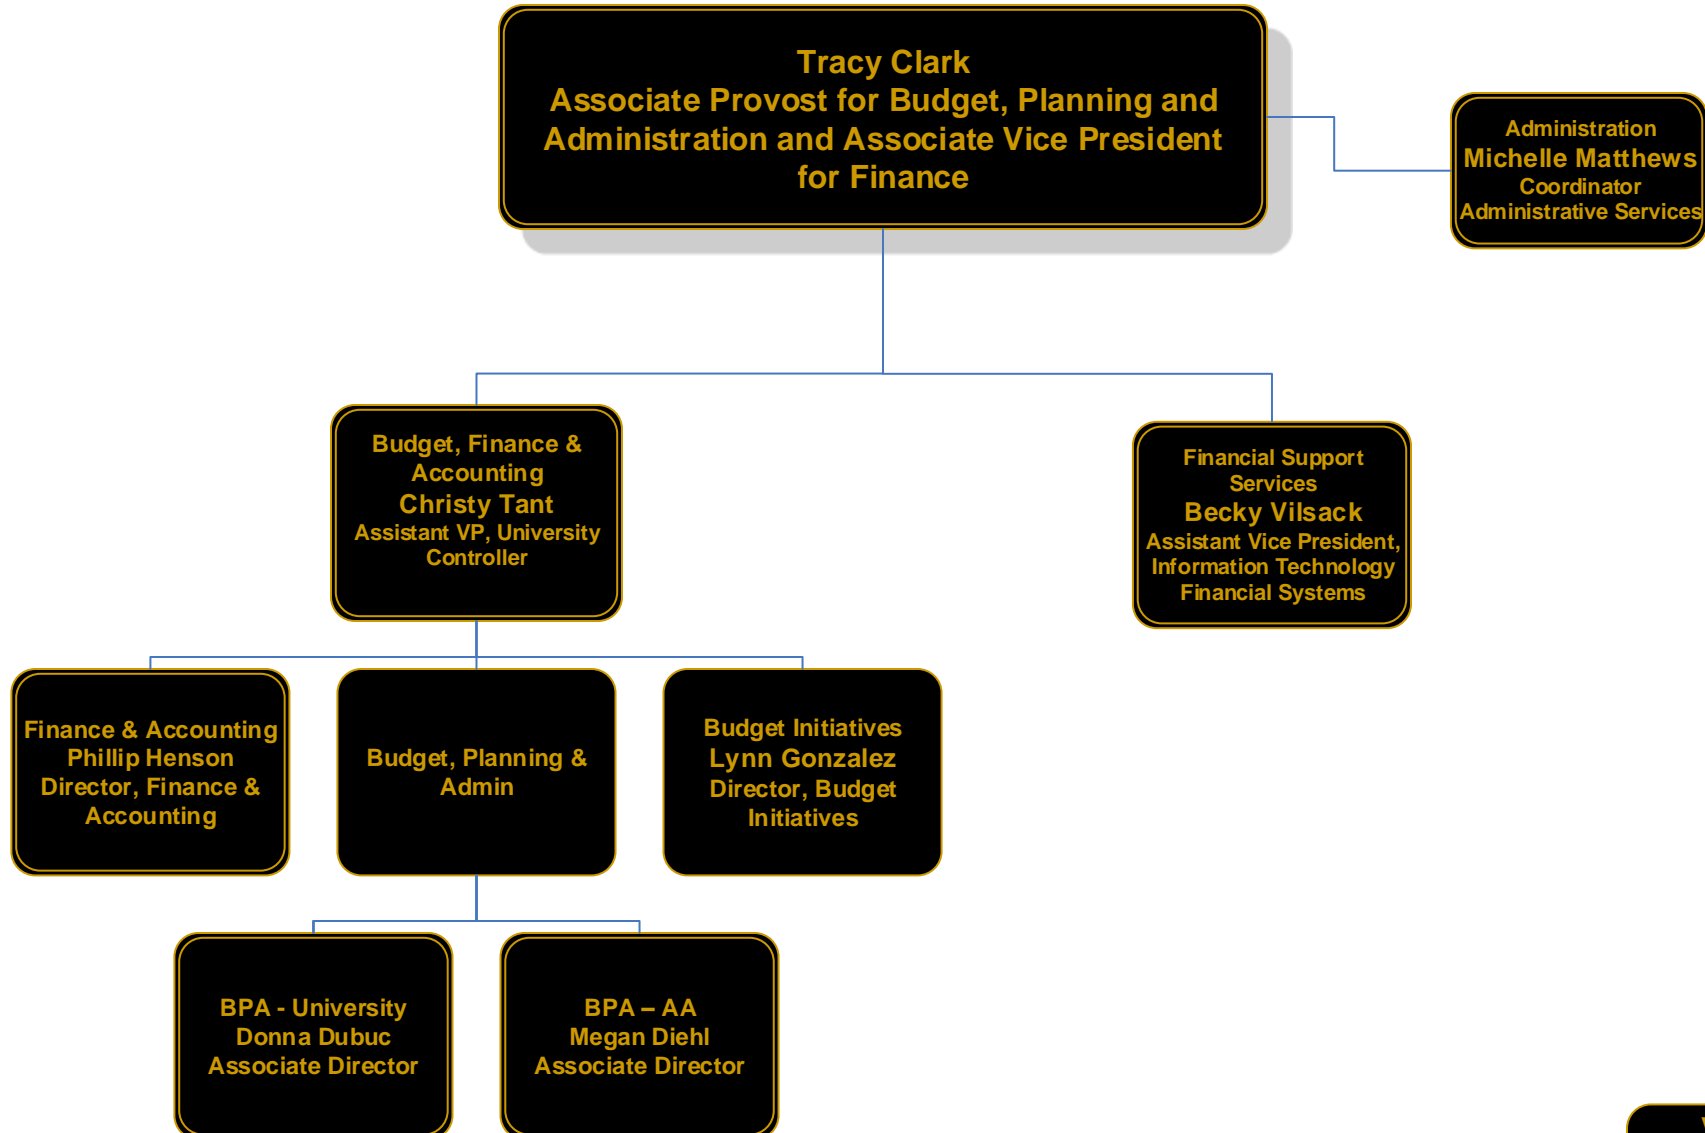 Tracy Clark
Associate Provost for Budget, Planning and
Administration and Associate Vice President
for Finance
Administration
Michelle Matthews
Coordinator
Administrative Services
Budget, Finance &
Accounting
Christy Tant
Assistant VP, University
Controller
Financial Support
Services
Becky Vilsack
Assistant Vice President,
Information Technology
Financial Systems
Finance & Accounting
Phillip Henson
Director, Finance &
Accounting
Budget, Planning &
Admin
Budget Initiatives
Lynn Gonzalez
Director, Budget
Initiatives
BPA - University
Donna Dubuc
Associate Director
BPA – AA
Megan Diehl
Associate Director